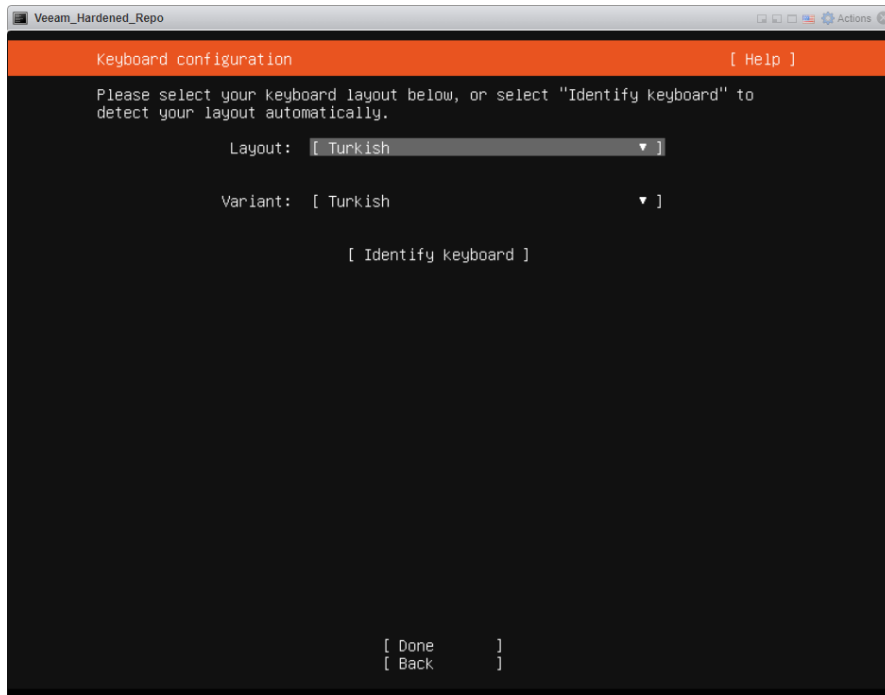 Veeam_Hardened_Repo
Actions
Keyboard configuration [ Help ]
Please select your keyboard layout below, or select "Identify keyboard" to
detect your layout automatically.
Layout: [ Turkish ▼ ]
Variant: [ Turkish ▼ ]
[ Identify keyboard ]
[ Done ]
[ Back ]